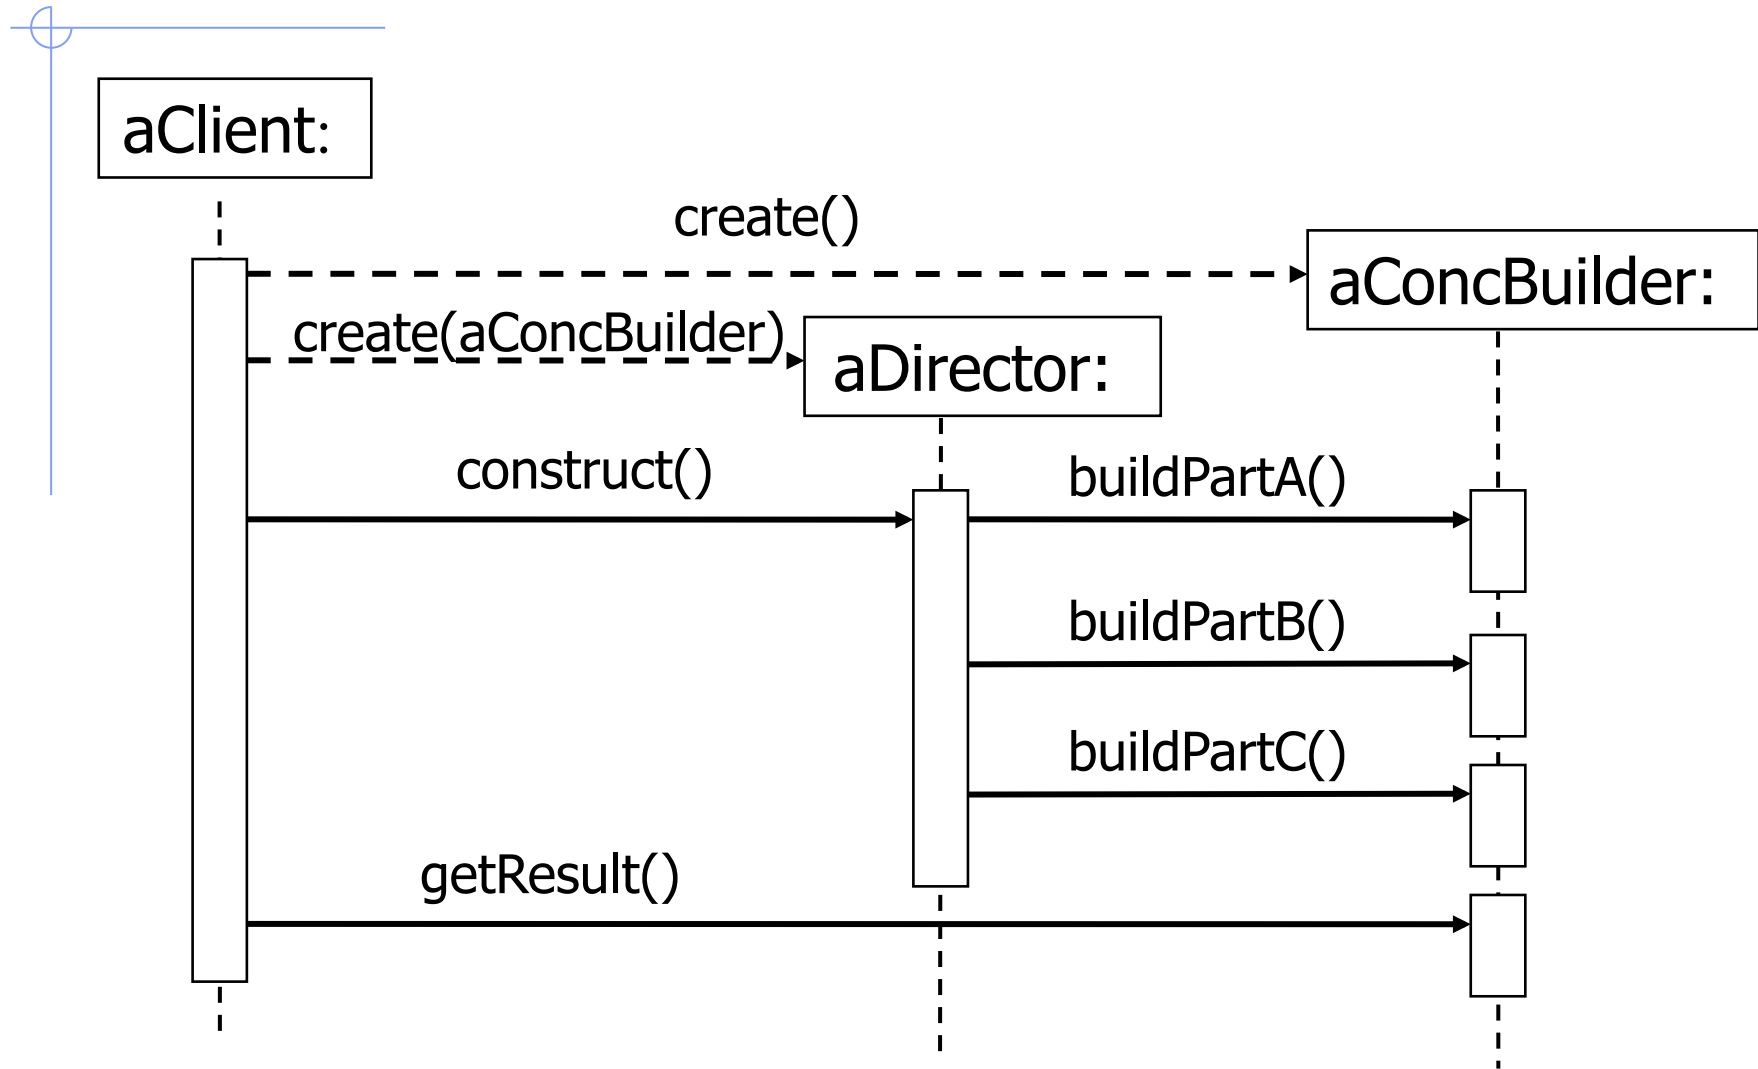 aClient:
create()
aConcBuilder:
create(aConcBuilder)
aDirector:
construct()
buildPartA()
buildPartB()
buildPartC()
getResult()